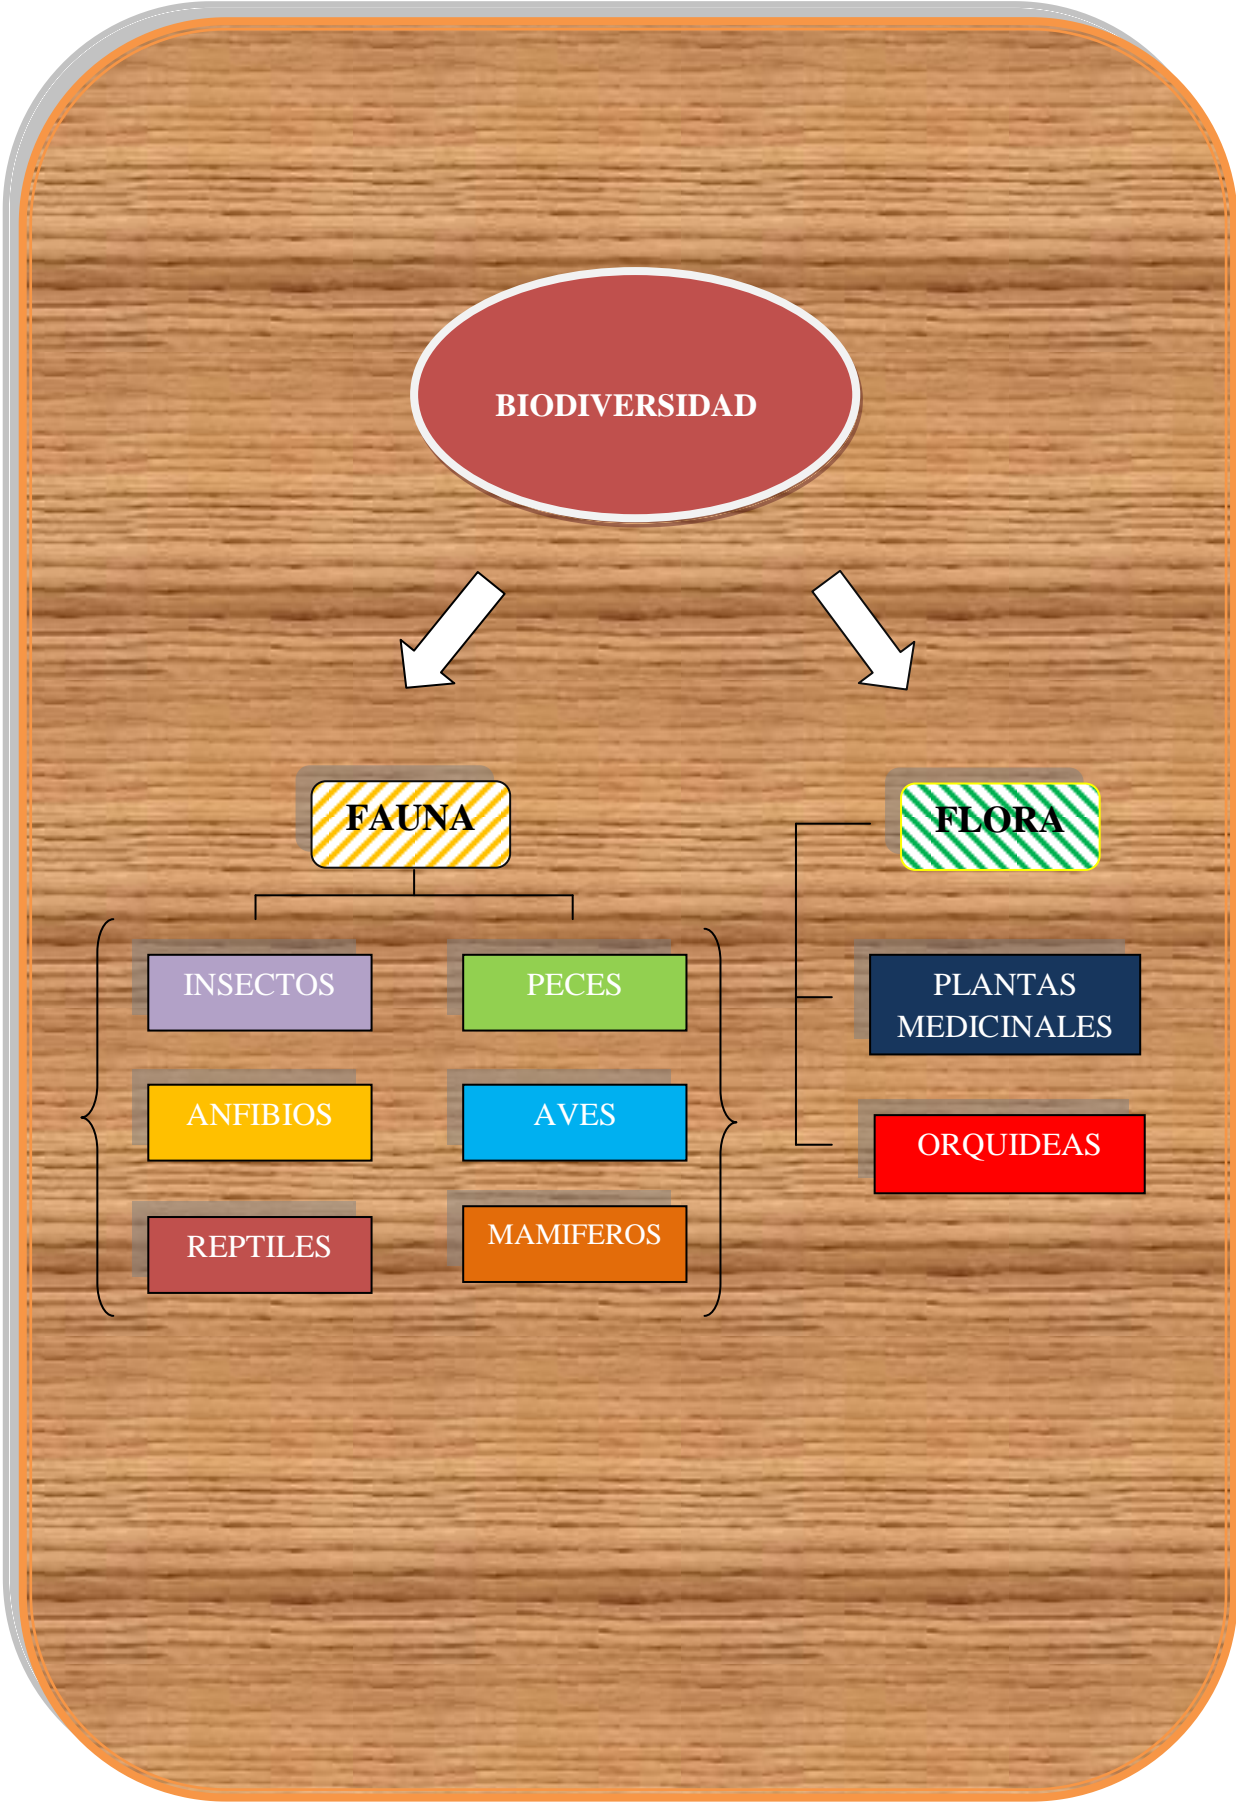 BIODIVERSIDAD
FAUNA
FLORA
INSECTOS
PECES
PLANTAS
MEDICINALES
ANFIBIOS
AVES
ORQUIDEAS
REPTILES
MAMIFEROS